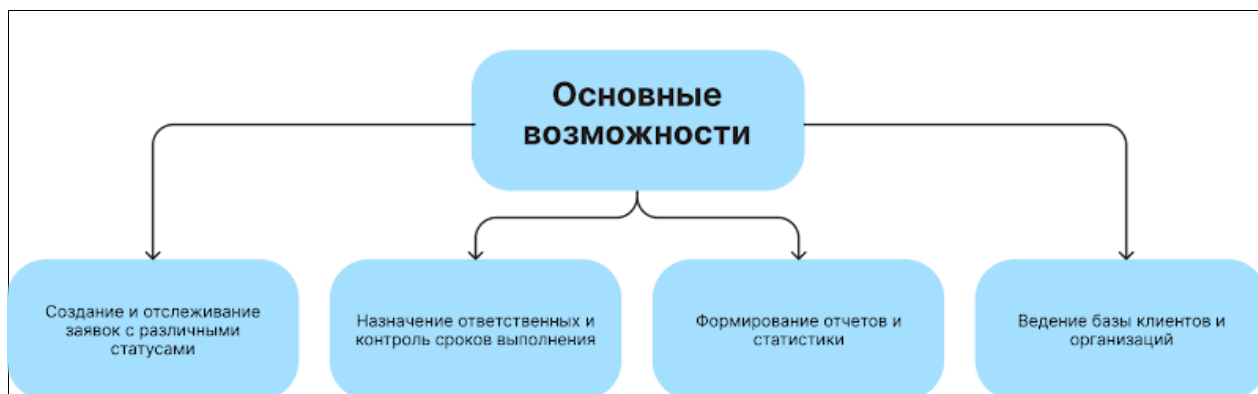 Основные
возможности
Создание и отслеживание
заявок с различными
статусами
Назначение ответственных и
контроль сроков выполнения
Формирование отчетов и
статистики
Ведение базы клиентов и
организаций